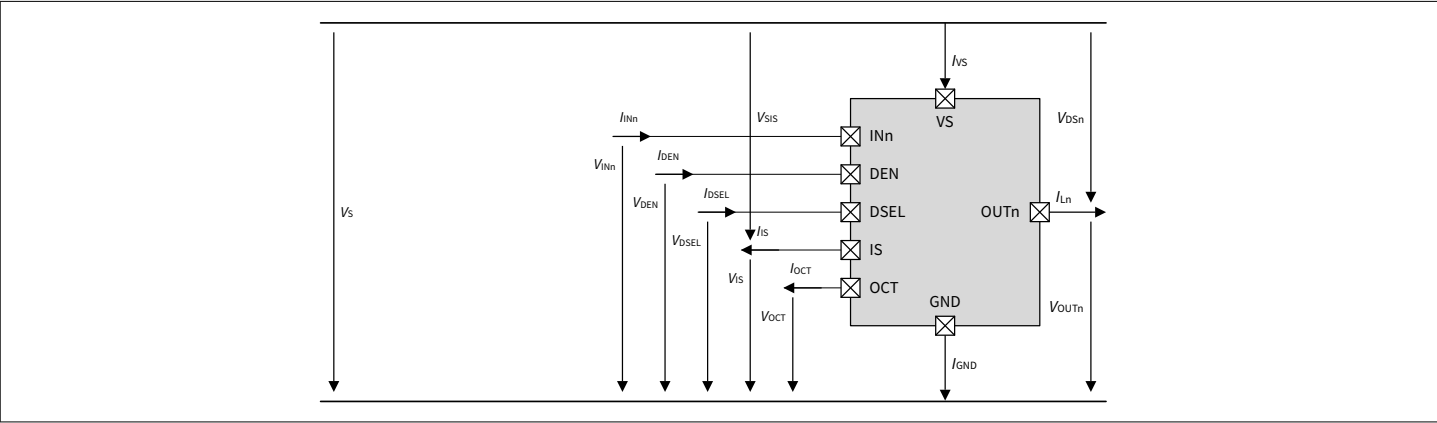 IVS
VS
IINn
VSIS
VDSn
INn
VINn
IDEN
DEN
VDEN
IDSEL
DSEL
ILn
OUTn
VS
VDSEL
IIS
IS
VIS
IOCT
OCT
GND
VOCT
VOUTn
IGND